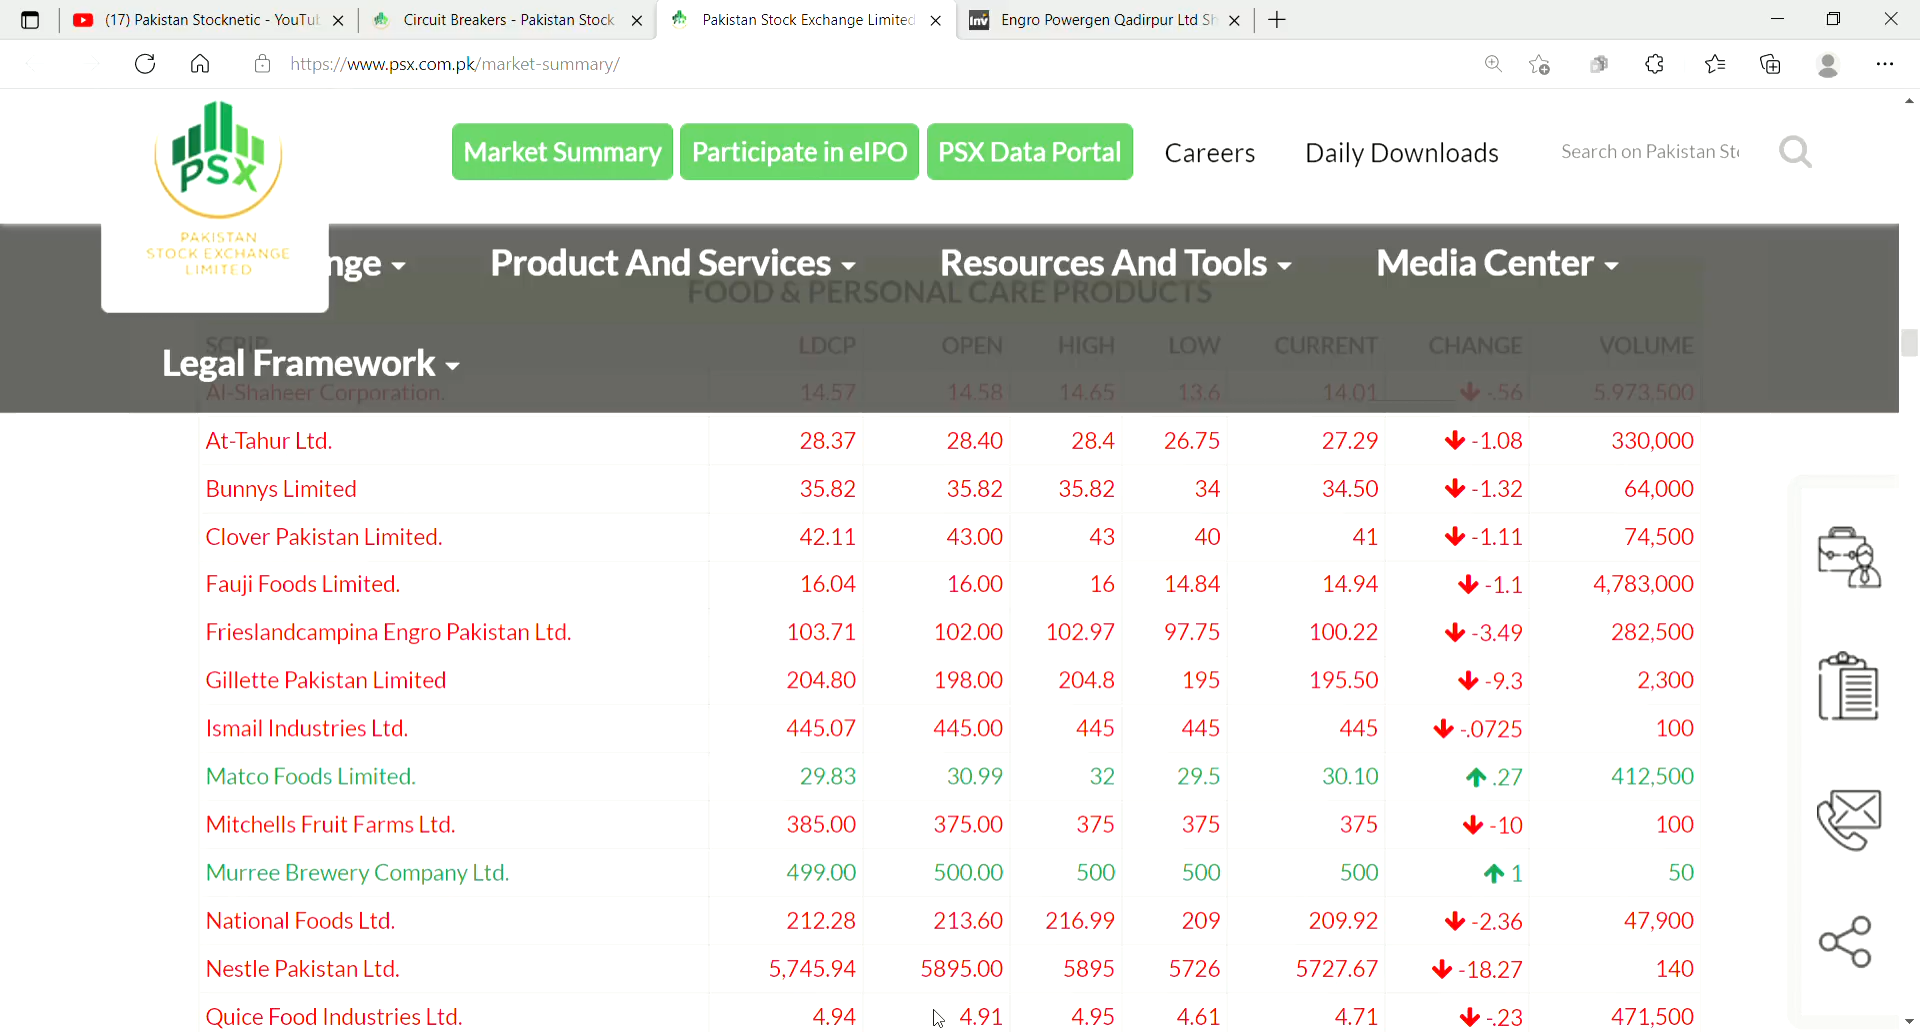 (17) Pakistan Stocknetic - YouTu
Circuit Breakers - Pakistan Stock
Pakistan Stock Exchange Limited
Engro Powergen Qadirpur Ltd Sh
https://www.psx.com.pk/market-summary/
PSX
PAKISTAN
STOCK EXCHANGE
LIMITED
Market Summary Participate in eIPO PSX Data Portal Careers Daily Downloads Search on Pakistan Sto
nge Product And Services Resources And Tools Media Center
FOOD & PERSONAL CARE PRODUCTS
Legal Framework
SCRIP LDCP OPEN HIGH LOW CURRENT CHANGE VOLUME
Al-Shaheer Corporation. 14.57 14.58 14.65 13.6 14.01 -.56 5,973,500
At-Tahur Ltd. 28.37 28.40 28.4 26.75 27.29 -1.08 330,000
Bunnys Limited 35.82 35.82 35.82 34 34.50 -1.32 64,000
Clover Pakistan Limited. 42.11 43.00 43 40 41 -1.11 74,500
Fauji Foods Limited. 16.04 16.00 16 14.84 14.94 -1.1 4,783,000
Frieslandcampina Engro Pakistan Ltd. 103.71 102.00 102.97 97.75 100.22 -3.49 282,500
Gillette Pakistan Limited 204.80 198.00 204.8 195 195.50 -9.3 2,300
Ismail Industries Ltd. 445.07 445.00 445 445 445 -.0725 100
Matco Foods Limited. 29.83 30.99 32 29.5 30.10 .27 412,500
Mitchells Fruit Farms Ltd. 385.00 375.00 375 375 375 -10 100
Murree Brewery Company Ltd. 499.00 500.00 500 500 500 1 50
National Foods Ltd. 212.28 213.60 216.99 209 209.92 -2.36 47,900
Nestle Pakistan Ltd. 5,745.94 5895.00 5895 5726 5727.67 -18.27 140
Quice Food Industries Ltd. 4.94 4.91 4.95 4.61 4.71 -.23 471,500